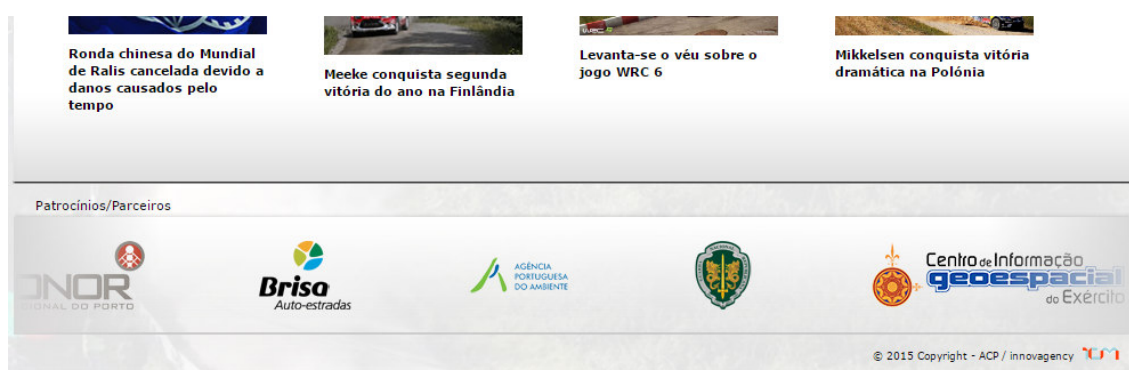 Ronda chinesa do Mundial
de Ralis cancelada devido a
danos causados pelo
tempo
Meeke conquista segunda
vitória do ano na Finlândia
Levanta-se o véu sobre o
jogo WRC 6
Mikkelsen conquista vitória
dramática na Polónia
Patrocínios/Parceiros
ONOR
IONAL DO PORTO
Brisa
Auto-estradas
AGÊNCIA
PORTUGUESA
DO AMBIENTE
Centro de Informação
geoespacial
do Exército
© 2015 Copyright - ACP / innovagency